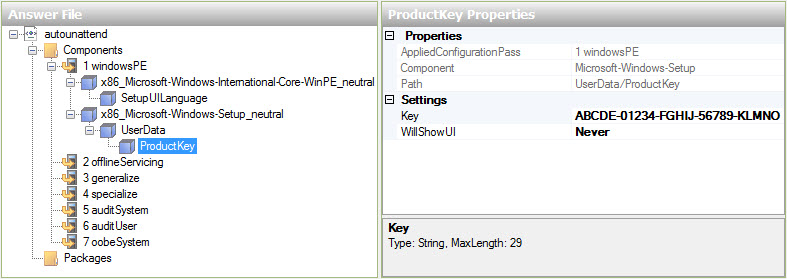 Answer File
autounattend
Components
1 windowsPE
x86_Microsoft-Windows-International-Core-WinPE_neutral
SetupUILanguage
x86_Microsoft-Windows-Setup_neutral
UserData
ProductKey
2 offlineServicing
3 generalize
4 specialize
5 auditSystem
6 auditUser
7 oobeSystem
Packages
ProductKey Properties
Properties
AppliedConfigurationPass 1 windowsPE
Component Microsoft-Windows-Setup
Path UserData/ProductKey
Settings
Key ABCDE-01234-FGHIJ-56789-KLMNO
WillShowUI Never
Key
Type: String, MaxLength: 29